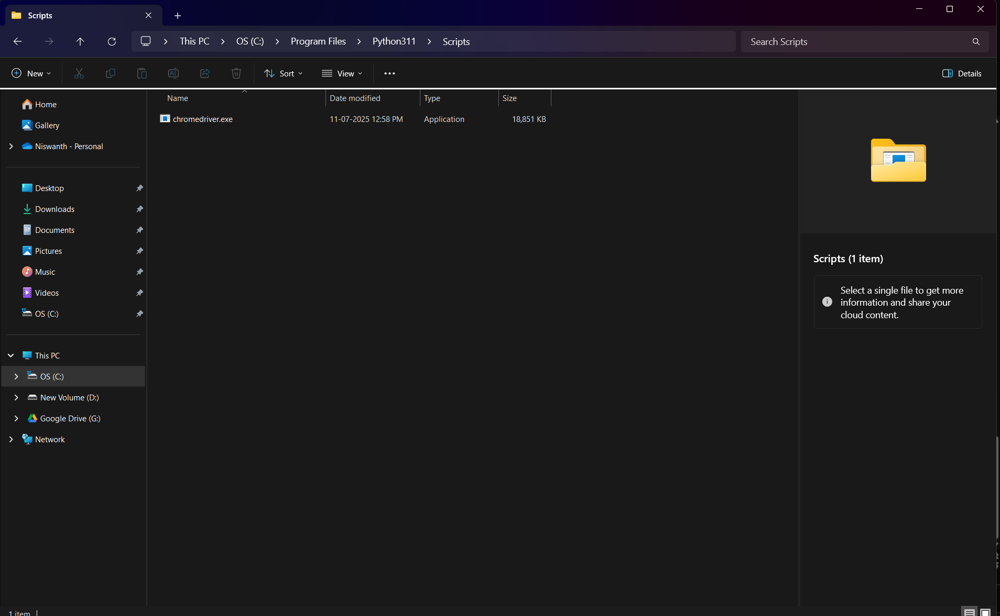 Scripts
This PC
OS (C:)
Program Files
Python311
Scripts
Search Scripts
New
Sort
View
Details
Home
Gallery
Niswanth - Personal
Desktop
Downloads
Documents
Pictures
Music
Videos
OS (C:)
This PC
OS (C:)
New Volume (D:)
Google Drive (G:)
Network
Name Date modified Type Size
chromedriver.exe 11-07-2025 12:58 PM Application 18,851 KB
Scripts (1 item)
Select a single file to get more
information and share your
cloud content.
1 item